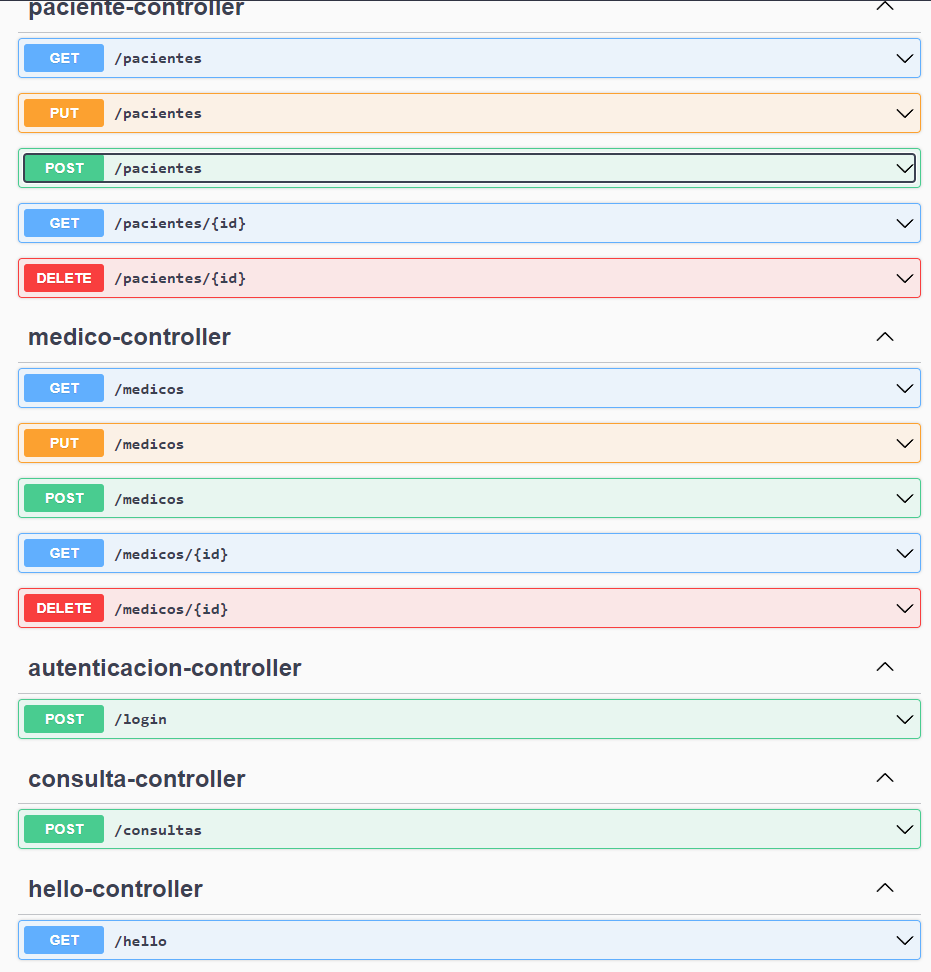 paciente-controller
GET /pacientes
PUT /pacientes
POST /pacientes
GET /pacientes/{id}
DELETE /pacientes/{id}
medico-controller
GET /medicos
PUT /medicos
POST /medicos
GET /medicos/{id}
DELETE /medicos/{id}
autenticacion-controller
POST /login
consulta-controller
POST /consultas
hello-controller
GET /hello